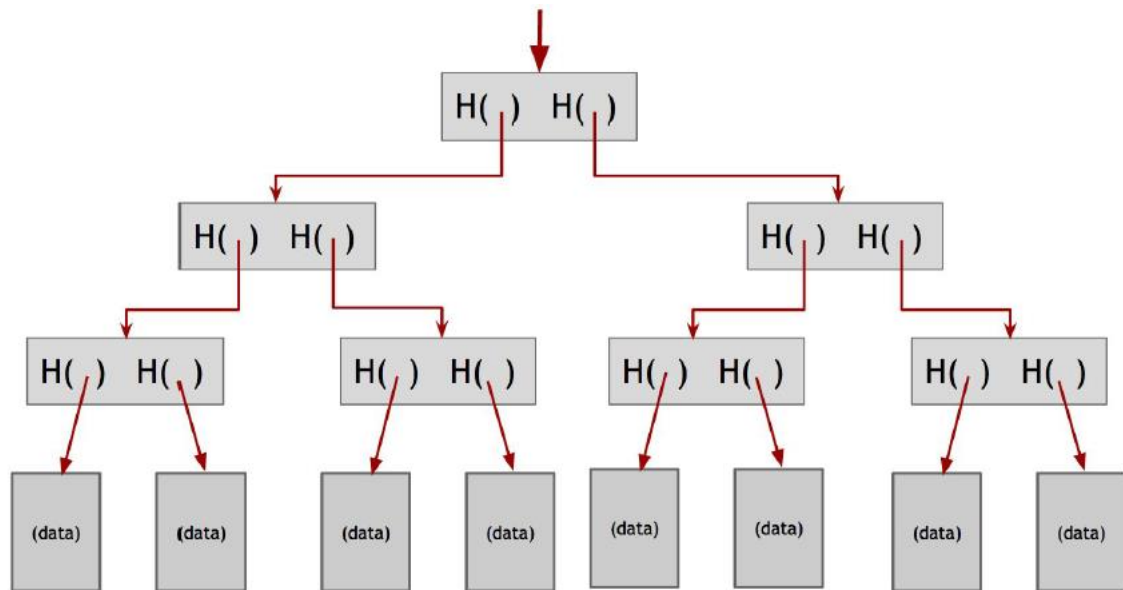 H( ) H( )
H( ) H( ) H( ) H( )
H( ) H( ) H( ) H( ) H( ) H( ) H( ) H( )
(data) (data) (data) (data) (data) (data) (data) (data)